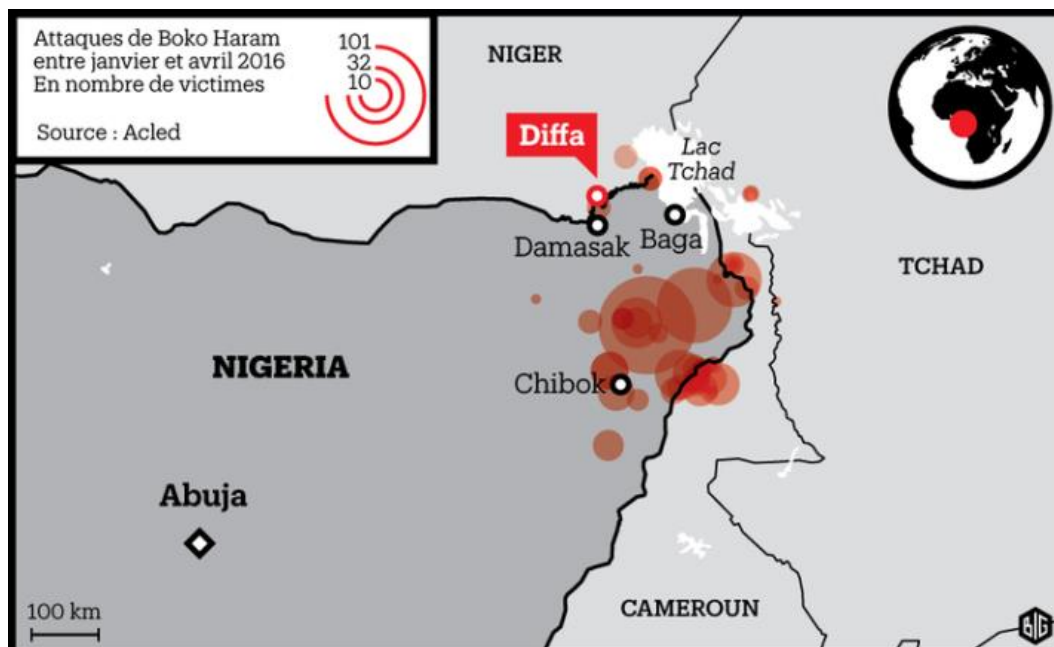 Attaques de Boko Haram
entre janvier et avril 2016
En nombre de victimes
101
32
10
Source : Acled
NIGER
Diffa
Lac
Tchad
Damasak
Baga
TCHAD
NIGERIA
Chibok
Abuja
100 km
CAMEROUN
BIG